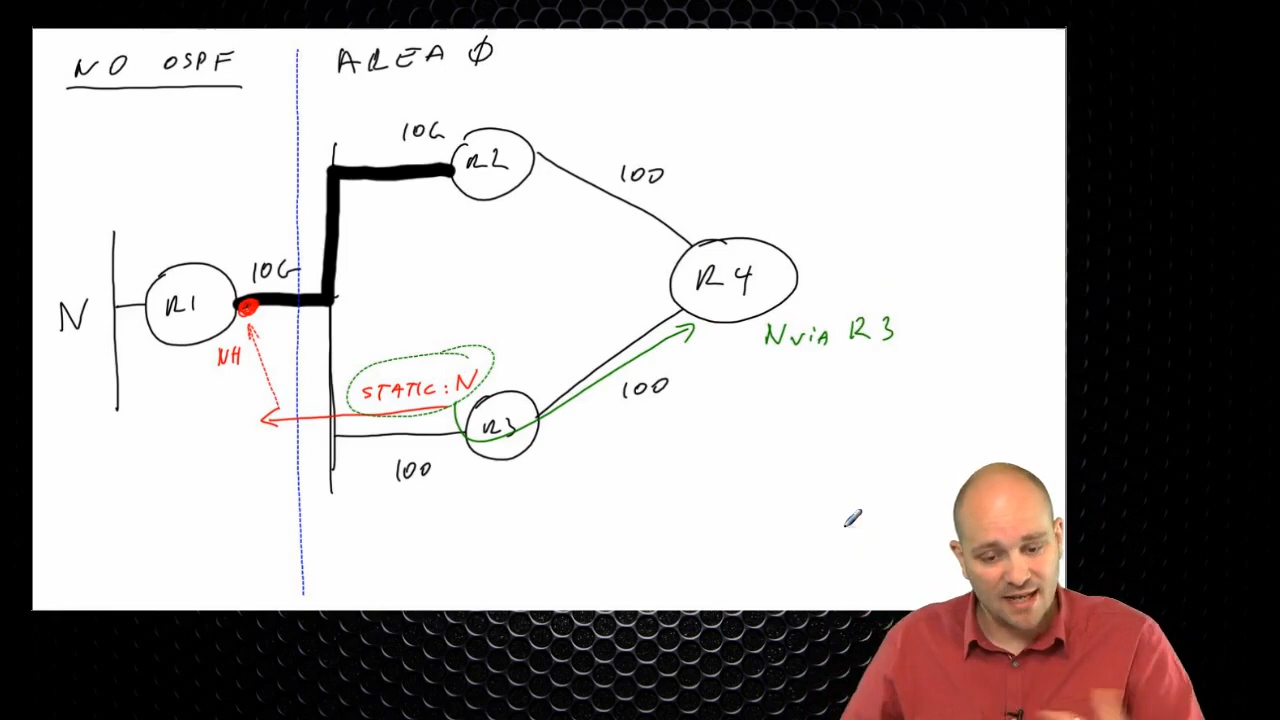 NO OSPF
AREA Ø
10G
R2
100
10G
R1
N
R4
NH
STATIC: N
N via R3
100
R3
100